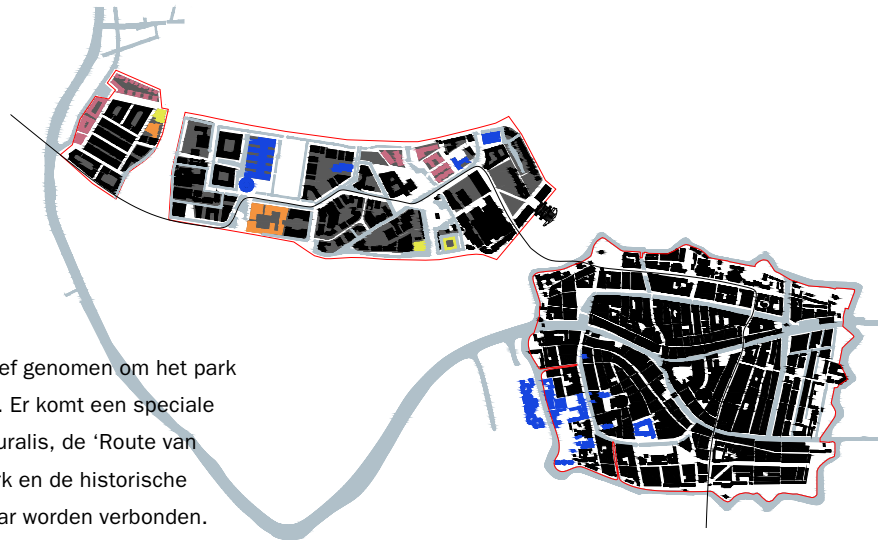 ef genomen om het park
. Er komt een speciale
uralis, de ‘Route van
rk en de historische
ar worden verbonden.